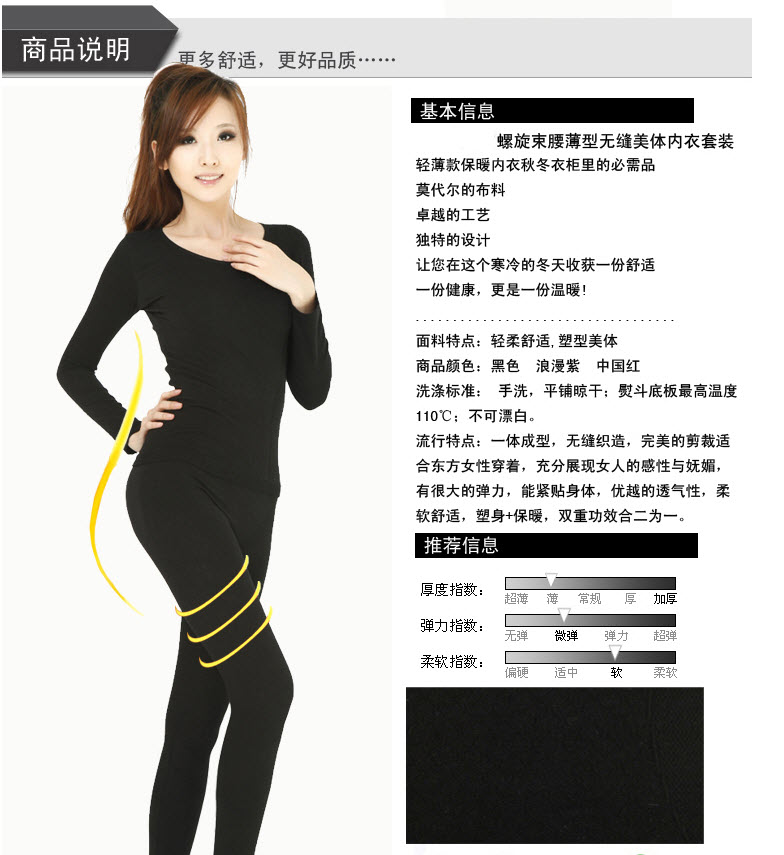 商品说明
更多舒适，更好品质……
基本信息
螺旋束腰薄型无缝美体内衣套装
轻薄款保暖内衣秋冬衣柜里的必需品
莫代尔的布料
卓越的工艺
独特的设计
让您在这个寒冷的冬天收获一份舒适
一份健康，更是一份温暖！
面料特点：轻柔舒适,塑型美体
商品颜色：黑色 浪漫紫 中国红
洗涤标准： 手洗，平铺晾干；熨斗底板最高温度
110℃；不可漂白。
流行特点：一体成型，无缝织造，完美的剪裁适
合东方女性穿着，充分展现女人的感性与妩媚，
有很大的弹力，能紧贴身体，优越的透气性，柔
软舒适，塑身+保暖，双重功效合二为一。
推荐信息
厚度指数：
超薄 薄 常规 厚 加厚
弹力指数：
无弹 微弹 弹力 超弹
柔软指数：
偏硬 适中 软 柔软